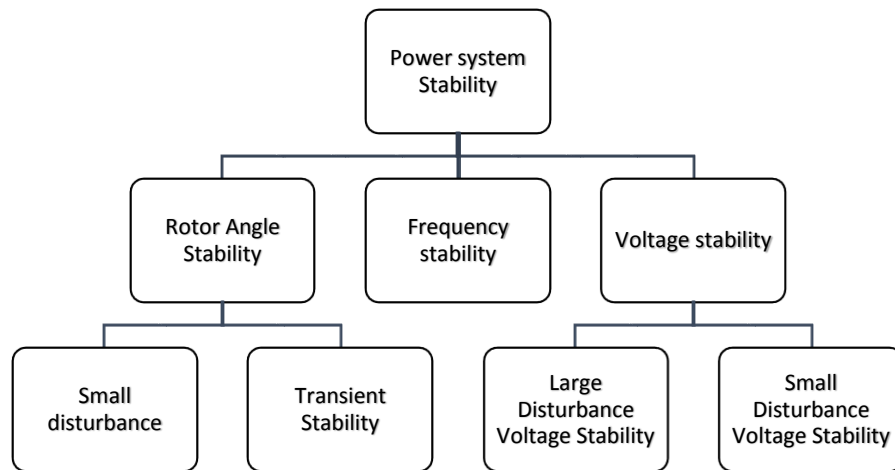 Power system
Stability
Rotor Angle
Stability
Frequency
stability
Voltage stability
Small
disturbance
Transient
Stability
Large
Disturbance
Voltage Stability
Small
Disturbance
Voltage Stability